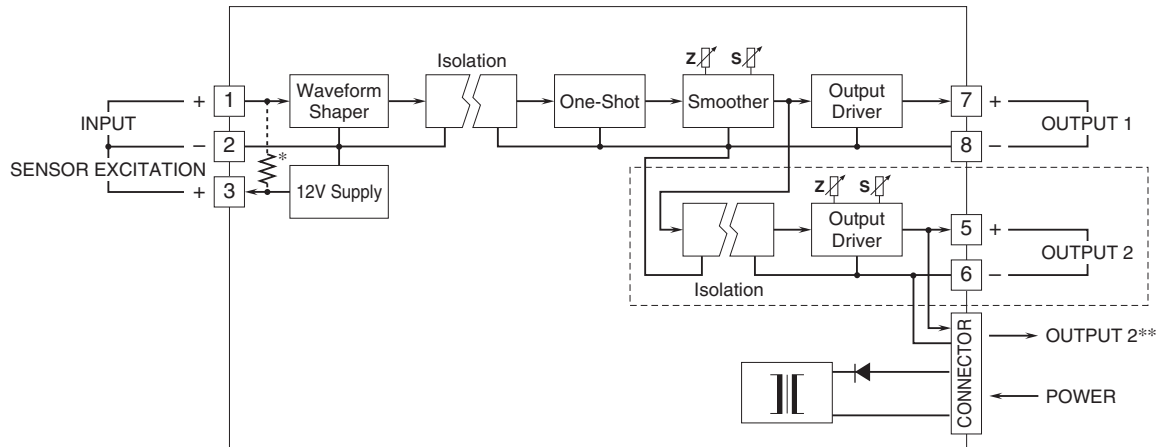 Isolation
Z S
+ 1 Waveform
Shaper
One-Shot
Smoother
Output
Driver
7 +
INPUT
OUTPUT 1
− 2
8 −
SENSOR EXCITATION
*
+ 3
12V Supply
Z S
Output
Driver
5 +
OUTPUT 2
6 −
Isolation
CONNECTOR
OUTPUT 2**
POWER